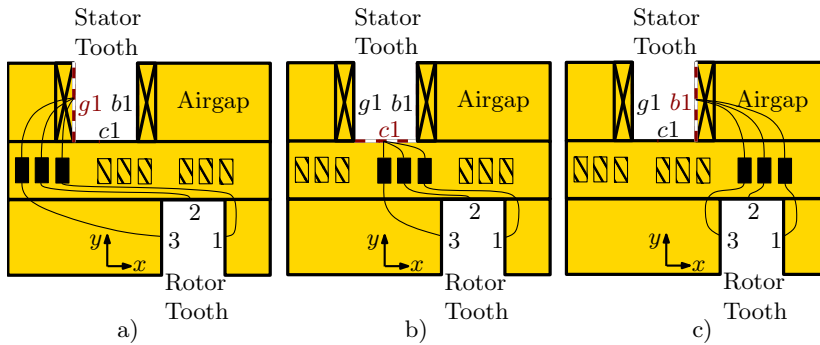 Stator
Tooth
g1 b1
c1
Airgap
2
3 1
y
x
Rotor
Tooth
a)
Stator
Tooth
g1 b1
c1
Airgap
2
3 1
y
x
Rotor
Tooth
b)
Stator
Tooth
g1 b1
c1
Airgap
2
3 1
y
x
Rotor
Tooth
c)